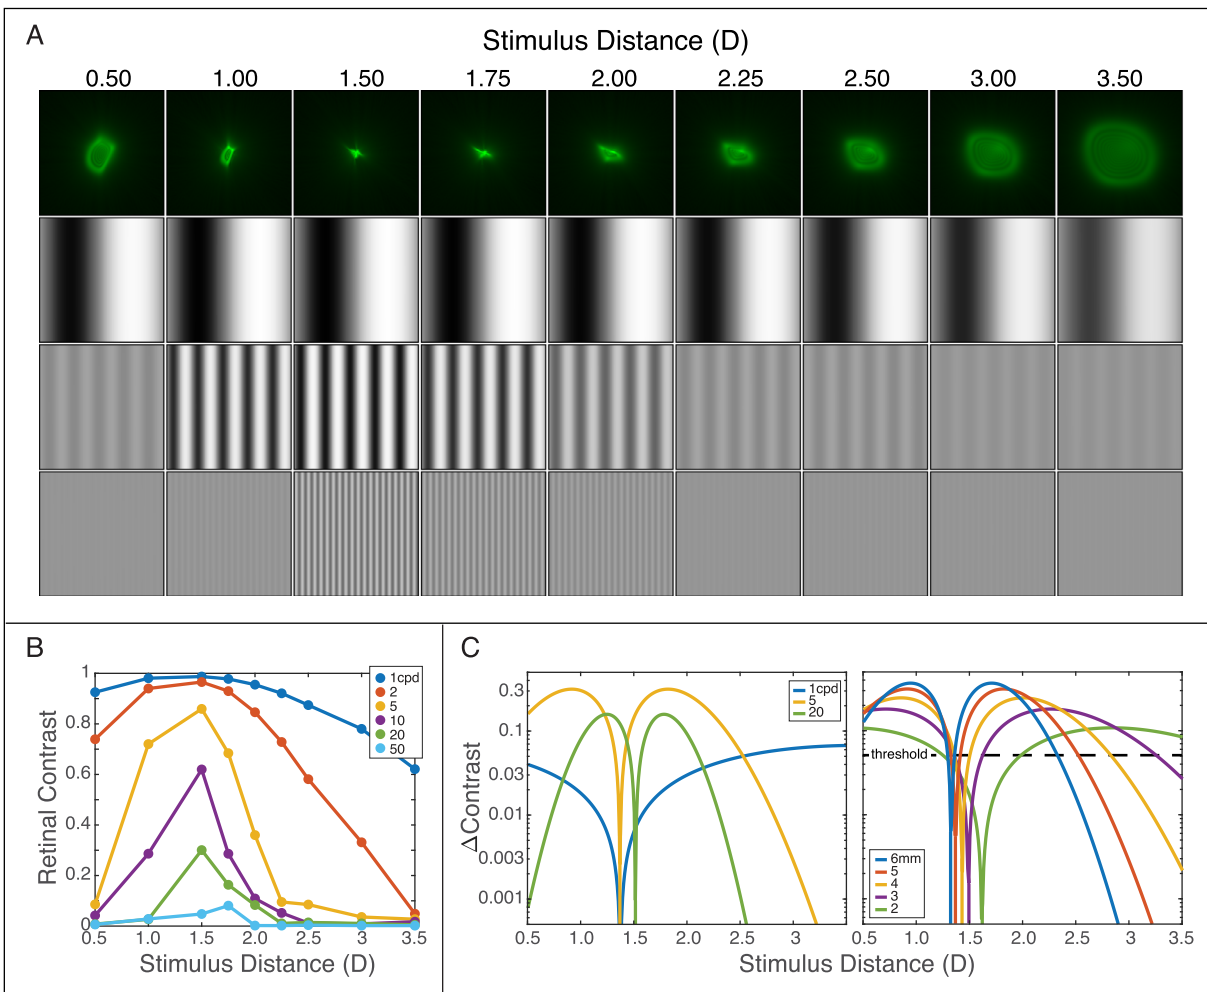 A
Stimulus Distance (D)
0.50 1.00 1.50 1.75 2.00 2.25 2.50 3.00 3.50
B
1
0.8
0.6
0.4
0.2
0
Retinal Contrast
1cpd
2
5
10
20
50
0.5 1.0 1.5 2.0 2.5 3.0 3.5
Stimulus Distance (D)
C
0.3
0.1
0.03
0.01
0.003
0.001
ΔContrast
1cpd
5
20
0.5 1.0 1.5 2.0 2.5 3
threshold
6mm
5
4
3
2
0.5 1.0 1.5 2.0 2.5 3 3.5
Stimulus Distance (D)